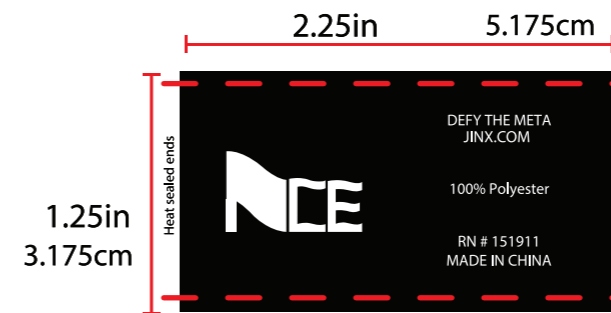 2.25in 5.175cm
1.25in
3.175cm
Heat sealed ends
NCE
DEFY THE META
JINX.COM
100% Polyester
RN # 151911
MADE IN CHINA